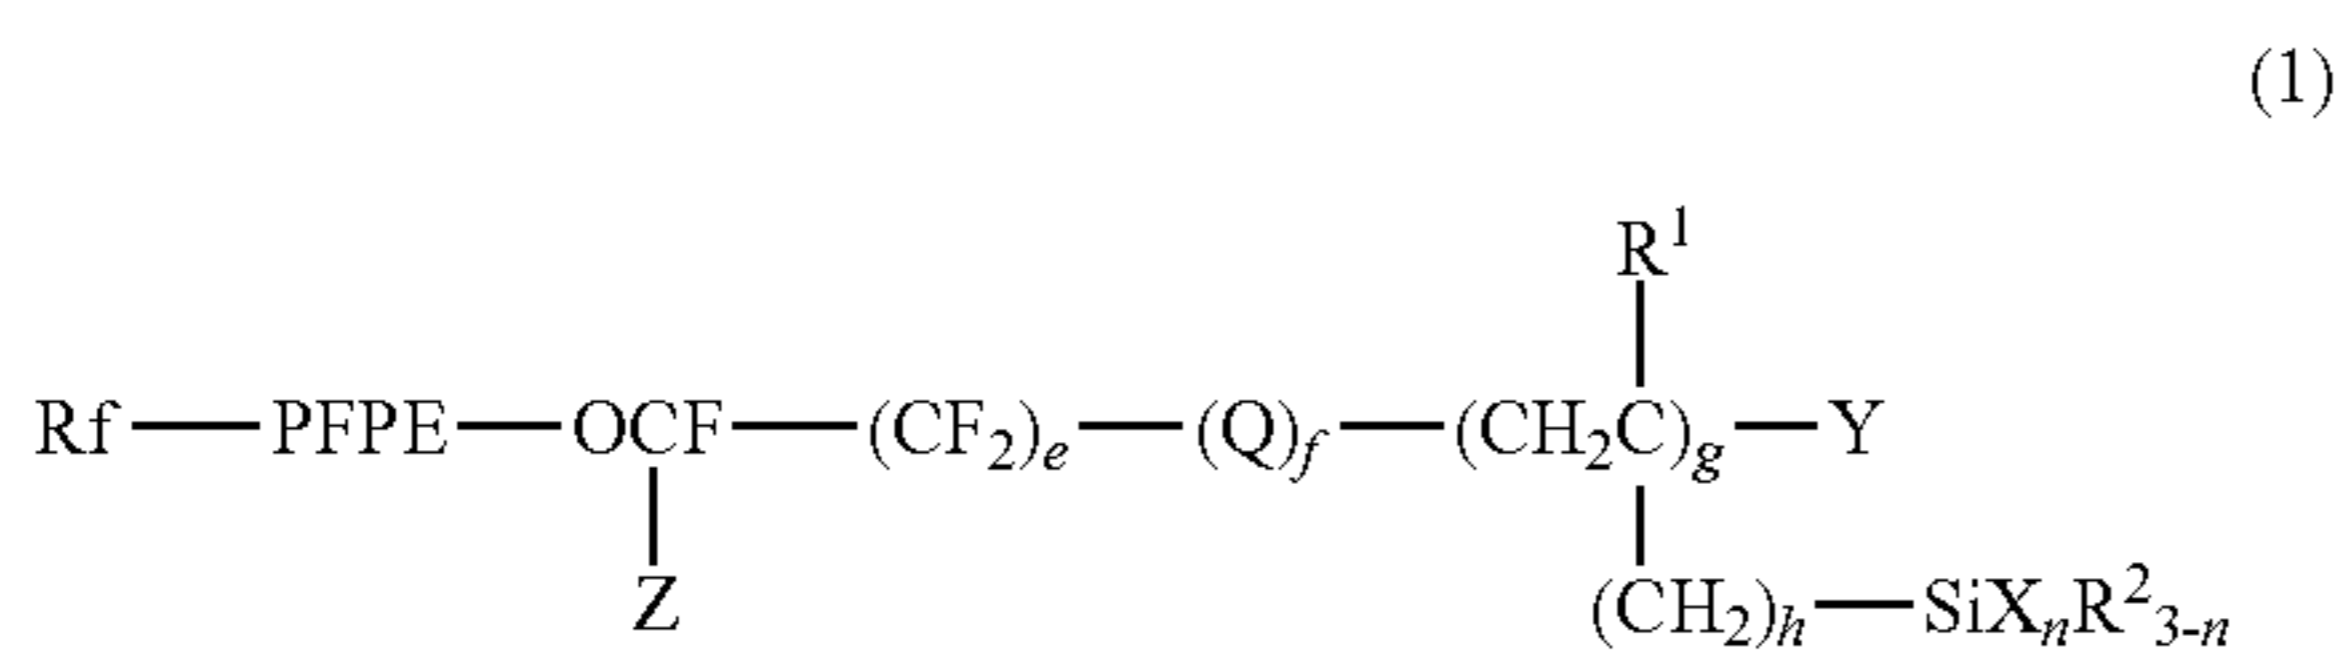 (1)
R¹
Rf—PFPE—OCF—(CF₂)ₑ—(Q)f—(CH₂C)g—Y
Z
(CH₂)ₕ—SiXₙR²₃₋ₙ